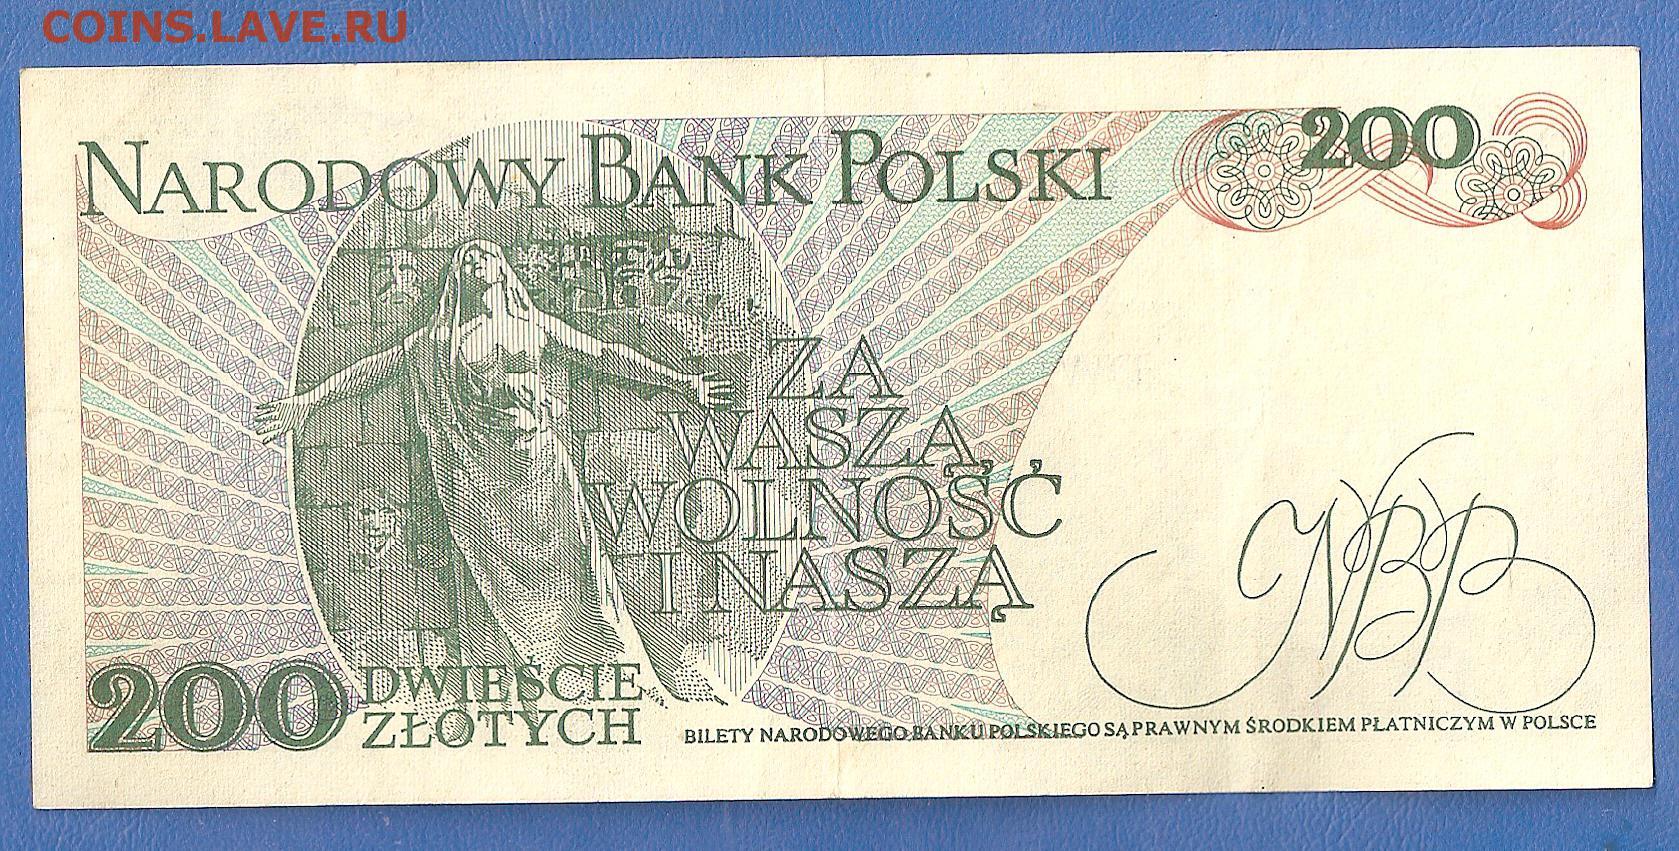 COINS.LAVE.RU
NARODOWY BANK POLSKI
200
ZA
WASZĄ
WOLNOŚĆ
I NASZĄ
NBP
200 DWIEŚCIE
ZŁOTYCH
BILETY NARODOWEGO BANKU POLSKIEGO SĄ PRAWNYM ŚRODKIEM PŁATNICZYM W POLSCE